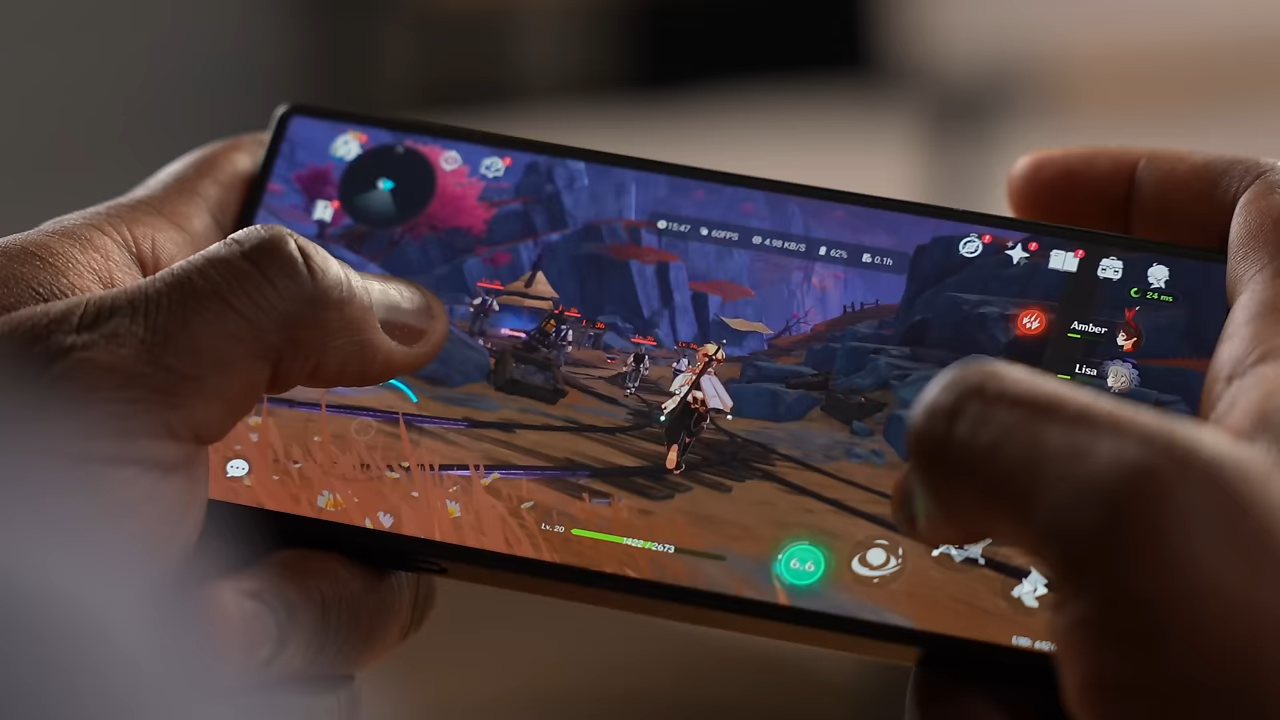 15:47 60FPS 4.98 KB/S 62% 0.1h
24 ms
Amber
Lisa
Lv. 20
1422 / 2673
6.6